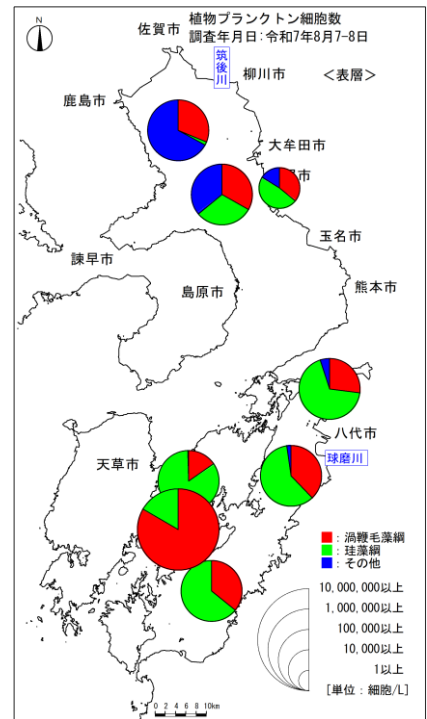 植物プランクトン細胞数
調査年月日：令和7年8月7-8日
N
佐賀市
筑後川
柳川市
<表層>
鹿島市
大牟田市
市
玉名市
諫早市
島原市
熊本市
八代市
球磨川
天草市
：渦鞭毛藻綱
：珪藻綱
：その他
10,000,000以上
1,000,000以上
100,000以上
10,000以上
1以上
[単位：細胞/L]
0 2 4 6 8 10km